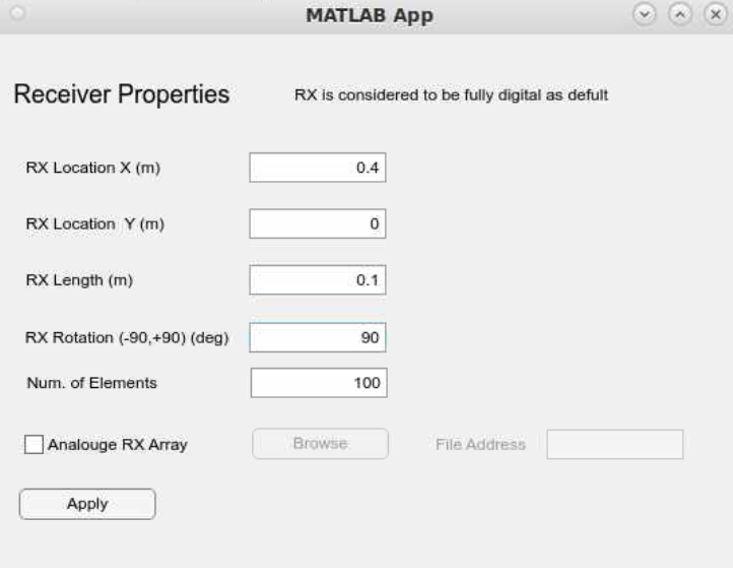 MATLAB App
Receiver Properties RX is considered to be fully digital as defult
RX Location X (m) 0.4
RX Location Y (m) 0
RX Length (m) 0.1
RX Rotation (-90,+90) (deg) 90
Num. of Elements 100
Analouge RX Array Browse File Address
Apply